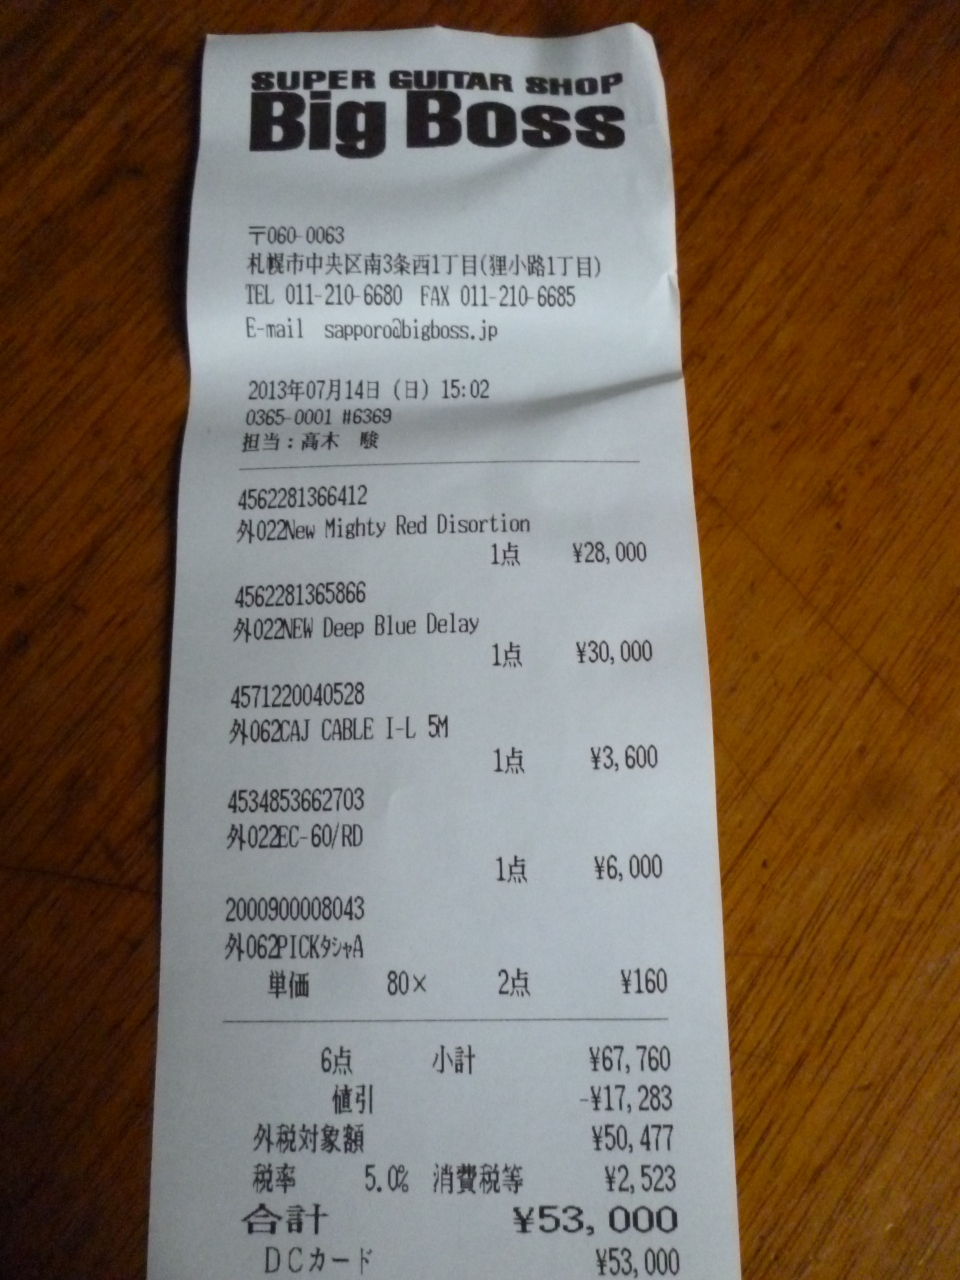 SUPER GUITAR SHOP
Big Boss
〒060-0063
札幌市中央区南3条西1丁目(狸小路1丁目)
TEL 011-210-6680 FAX 011-210-6685
E-mail sapporo@bigboss.jp
2013年07月14日 (日) 15:02
0365-0001 #6369
担当：高木 駿
4562281366412
外022New Mighty Red Disortion
1点 ¥28,000
4562281365866
外022NEW Deep Blue Delay
1点 ¥30,000
4571220040528
外062CAJ CABLE I-L 5M
1点 ¥3,600
4534853662703
外022EC-60/RD
1点 ¥6,000
2000900008043
外062PICKﾀｼｬA
単価 80× 2点 ¥160
6点 小計 ¥67,760
値引 -¥17,283
外税対象額 ¥50,477
税率 5.0% 消費税等 ¥2,523
合計 ¥53,000
DCカード ¥53,000